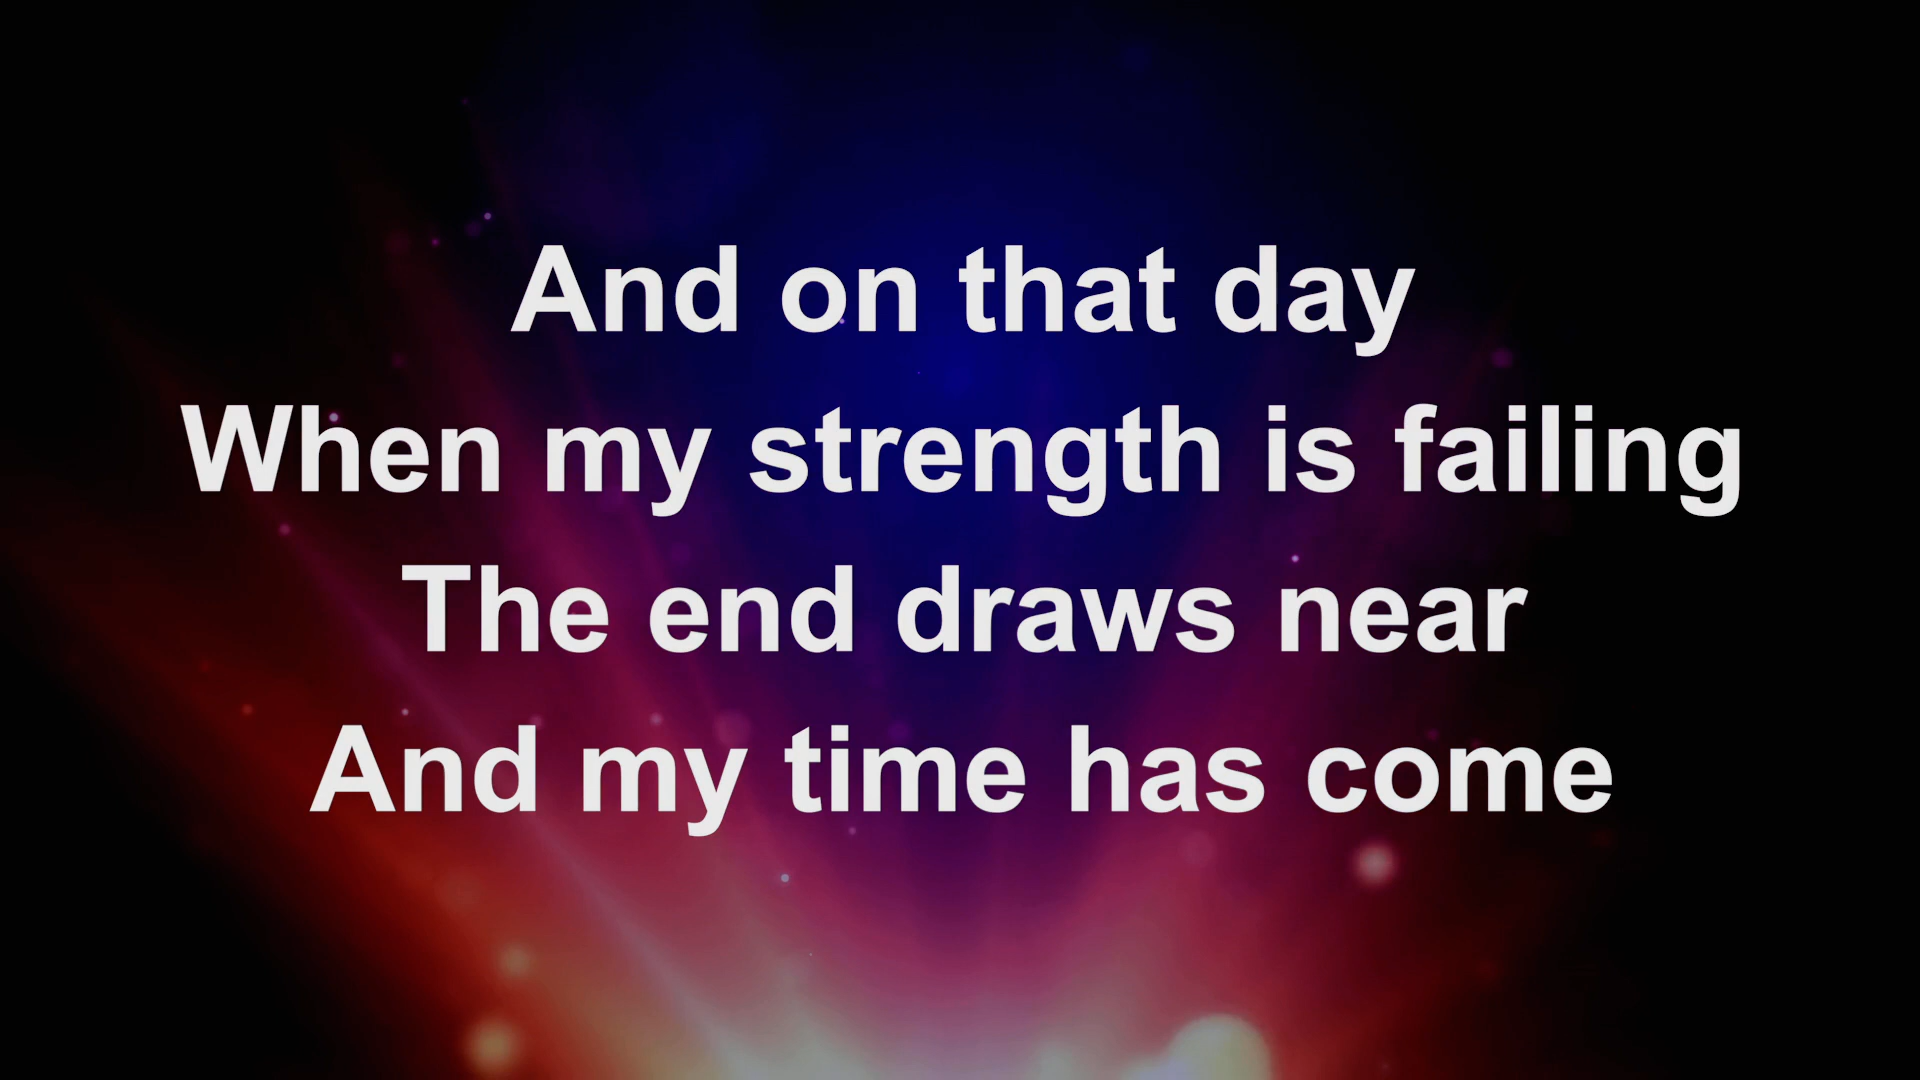 And on that day
When my strength is failing
The end draws near
And my time has come